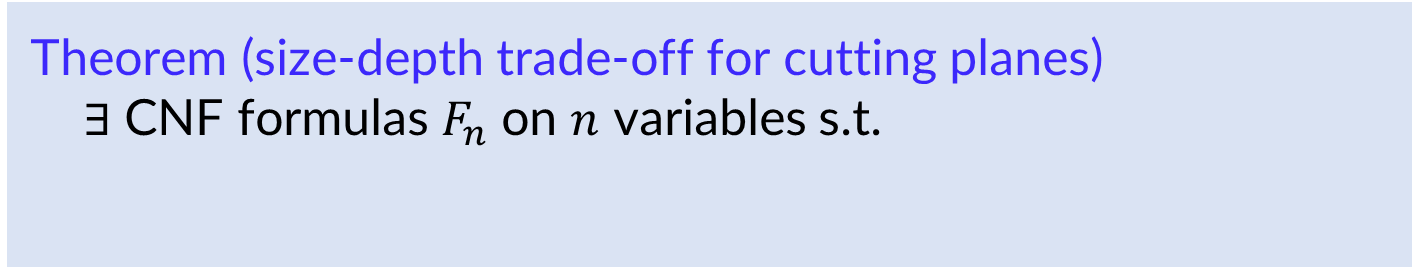 Theorem (size-depth trade-off for cutting planes)
∃ CNF formulas Fₙ on n variables s.t.